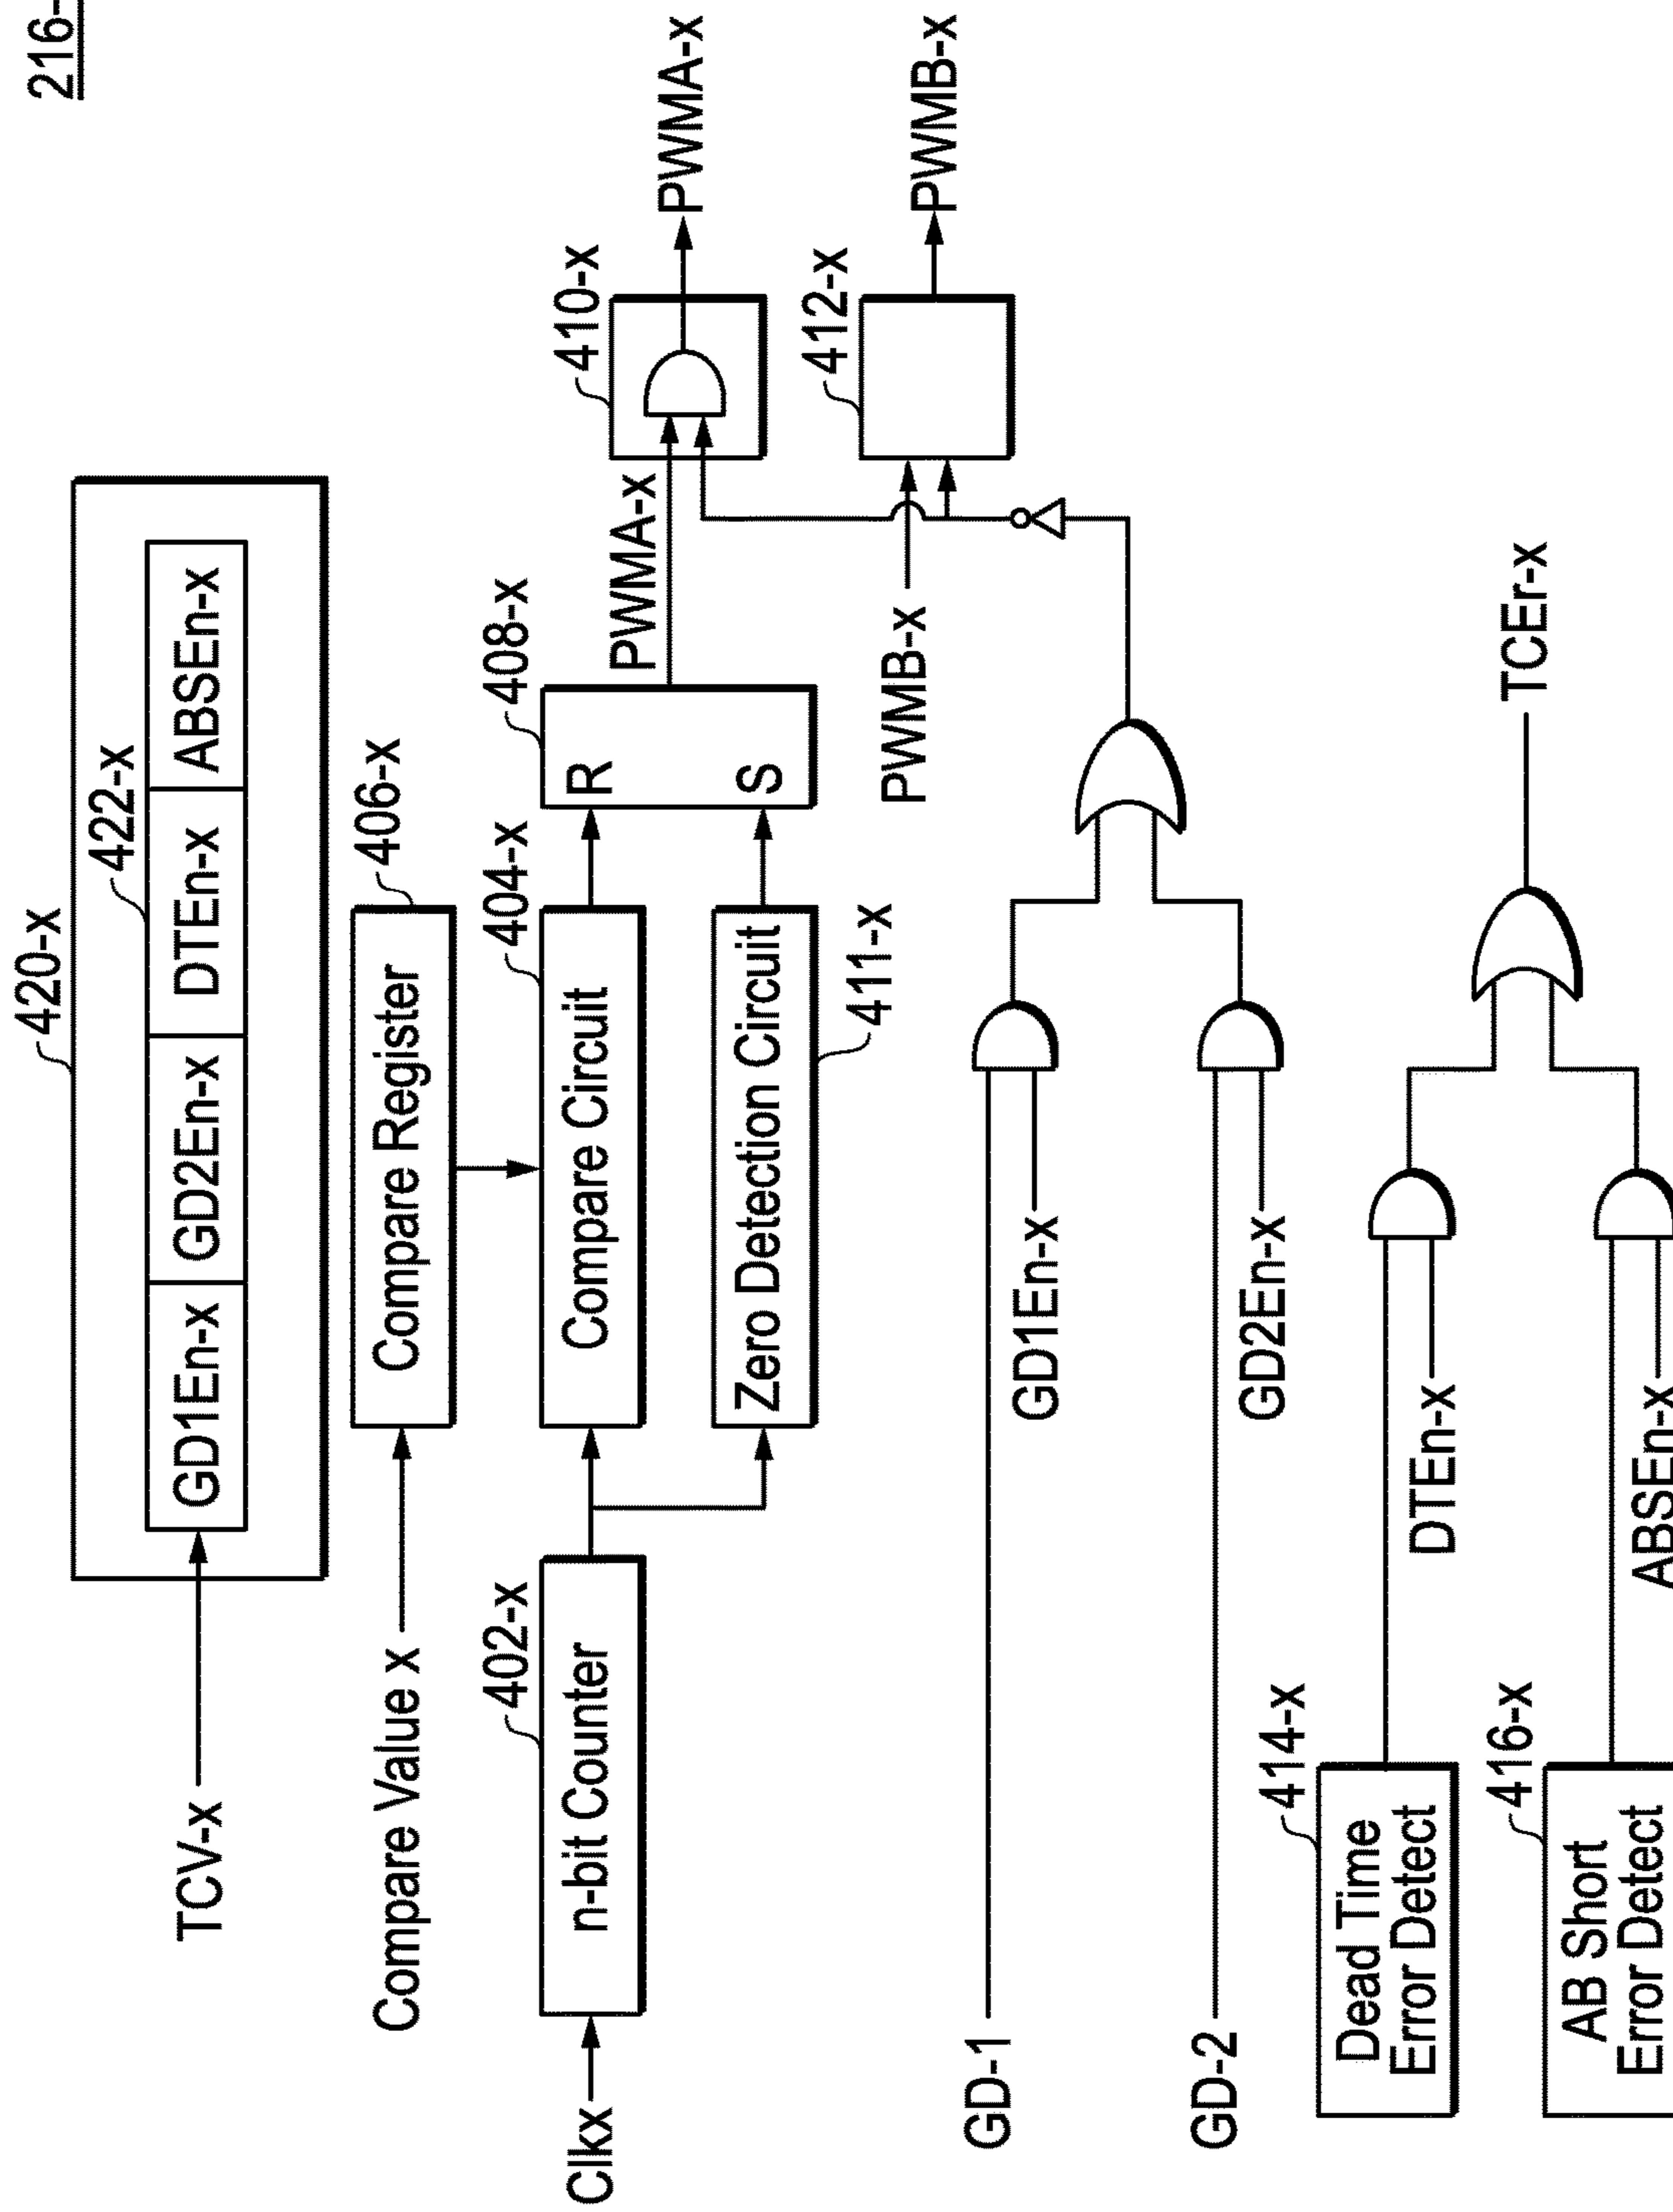 216-
420-x
422-x
TCV-x
GD1En-x
GD2En-x
DTEn-x
ABSEn-x
Compare Value x
Compare Register
406-x
Clkx
402-x
n-bit Counter
404-x
Compare Circuit
Zero Detection Circuit
411-x
408-x
R
S
PWMA-x
410-x
PWMA-x
PWMB-x
412-x
PWMB-x
GD-1
GD1En-x
GD-2
GD2En-x
414-x
Dead Time
Error Detect
DTEn-x
416-x
AB Short
Error Detect
ABSEn-x
TCEr-x